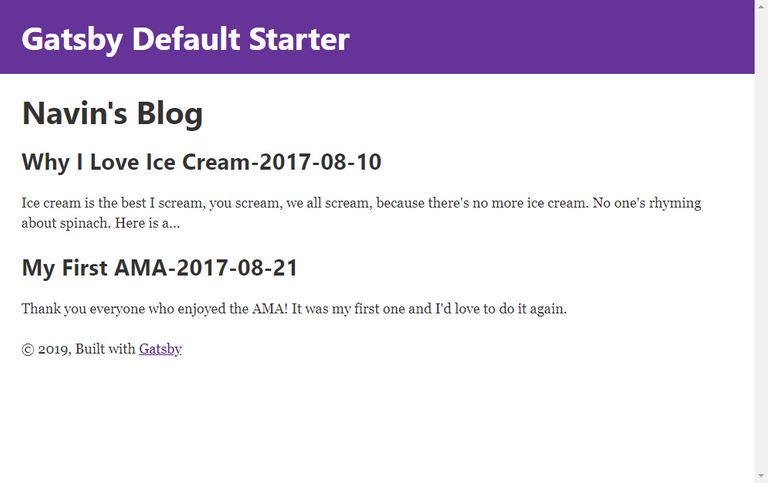 Gatsby Default Starter
Navin's Blog
Why I Love Ice Cream-2017-08-10
Ice cream is the best I scream, you scream, we all scream, because there's no more ice cream. No one's rhyming
about spinach. Here is a…
My First AMA-2017-08-21
Thank you everyone who enjoyed the AMA! It was my first one and I'd love to do it again.
© 2019, Built with Gatsby